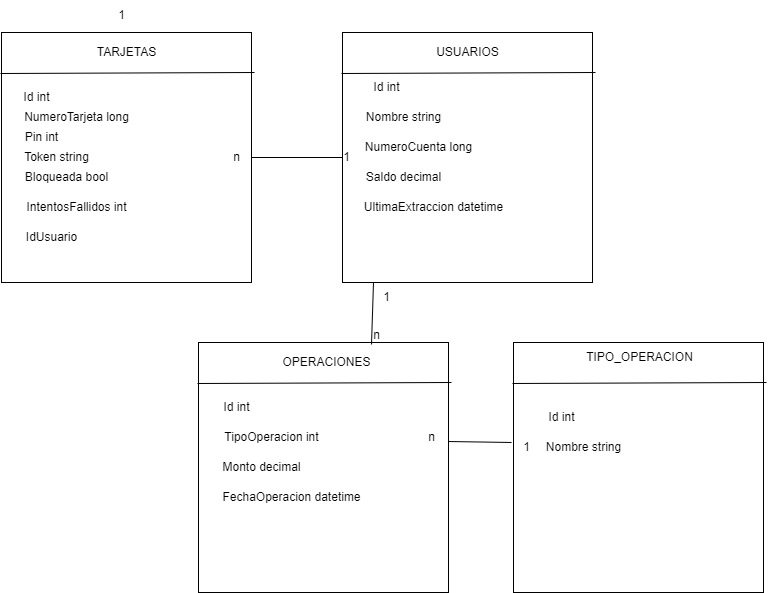 1
TARJETAS
Id int
NumeroTarjeta long
Pin int
Token string
Bloqueada bool
IntentosFallidos int
IdUsuario
n
USUARIOS
Id int
Nombre string
NumeroCuenta long
1
Saldo decimal
UltimaExtraccion datetime
1
n
OPERACIONES
Id int
TipoOperacion int
n
Monto decimal
FechaOperacion datetime
TIPO_OPERACION
Id int
1
Nombre string